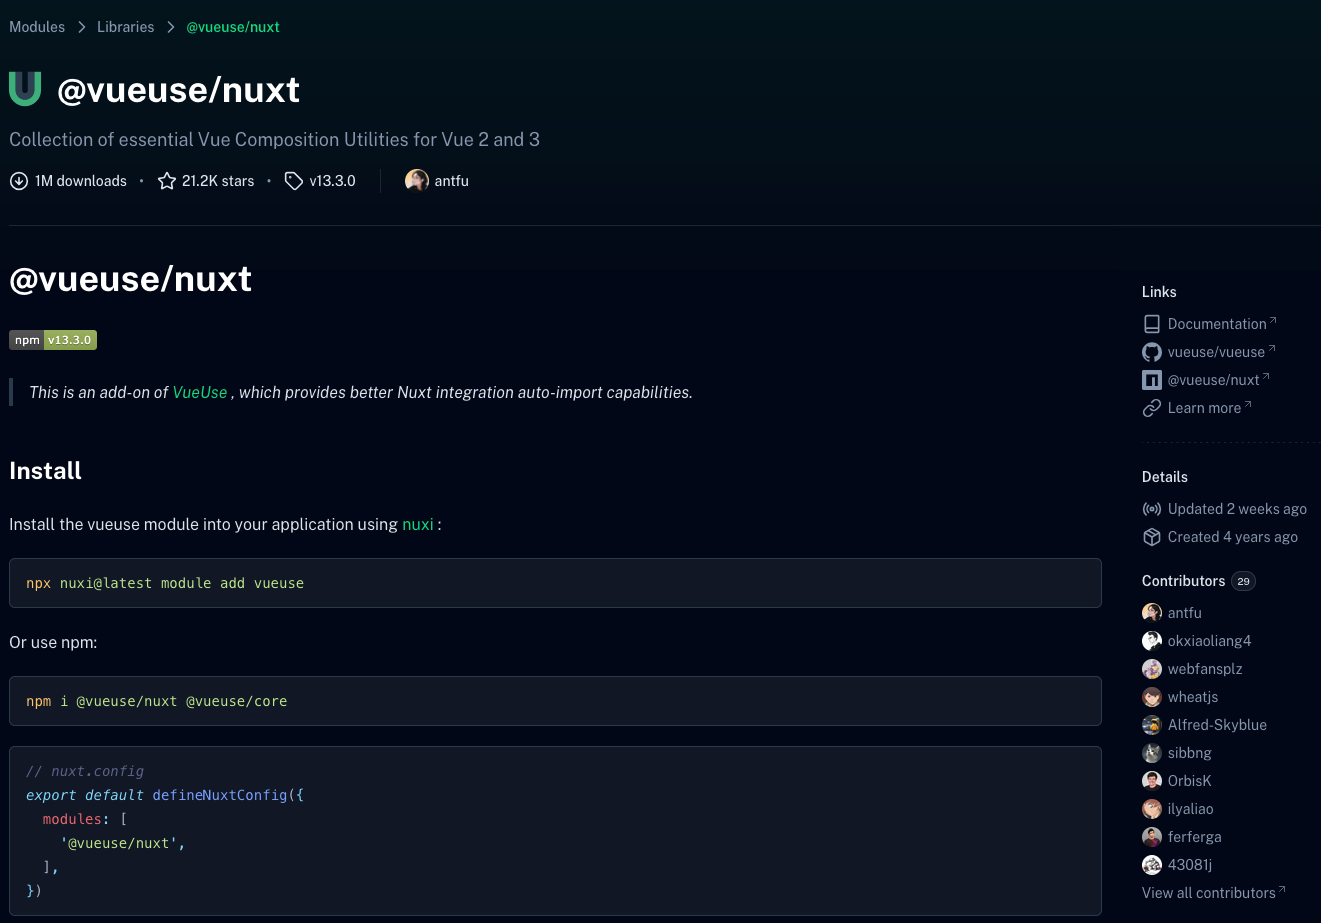 Modules > Libraries > @vueuse/nuxt
@vueuse/nuxt
Collection of essential Vue Composition Utilities for Vue 2 and 3
1M downloads • 21.2K stars • v13.3.0 antfu
@vueuse/nuxt
npm v13.3.0
This is an add-on of VueUse , which provides better Nuxt integration auto-import capabilities.
Install
Install the vueuse module into your application using nuxi :
npx nuxi@latest module add vueuse
Or use npm:
npm i @vueuse/nuxt @vueuse/core
// nuxt.config
export default defineNuxtConfig({
  modules: [
    '@vueuse/nuxt',
  ],
})
Links
Documentation
vueuse/vueuse
@vueuse/nuxt
Learn more
Details
Updated 2 weeks ago
Created 4 years ago
Contributors 29
antfu
okxiaoliang4
webfansplz
wheatjs
Alfred-Skyblue
sibbng
OrbisK
ilyaliao
ferferga
43081j
View all contributors